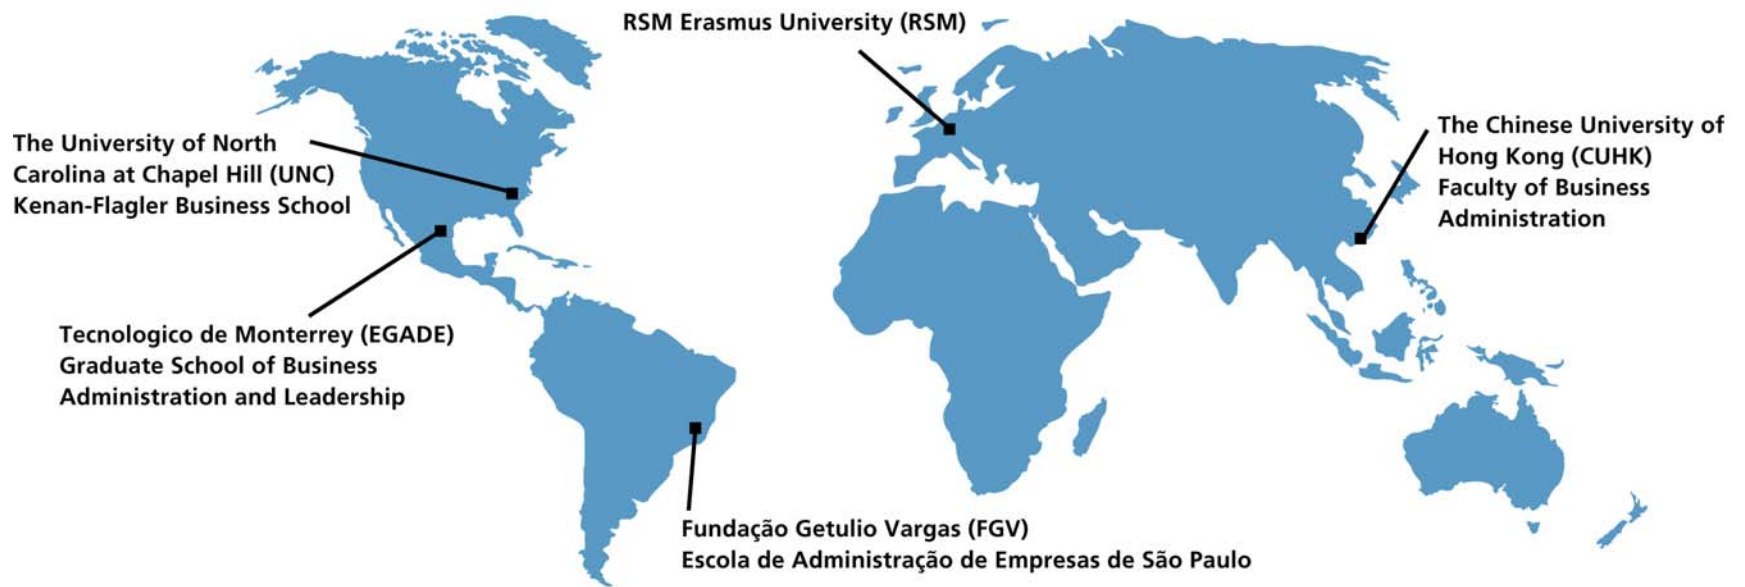 RSM Erasmus University (RSM)
The University of North
Carolina at Chapel Hill (UNC)
Kenan-Flagler Business School
The Chinese University of
Hong Kong (CUHK)
Faculty of Business
Administration
Tecnologico de Monterrey (EGADE)
Graduate School of Business
Administration and Leadership
Fundação Getulio Vargas (FGV)
Escola de Administração de Empresas de São Paulo